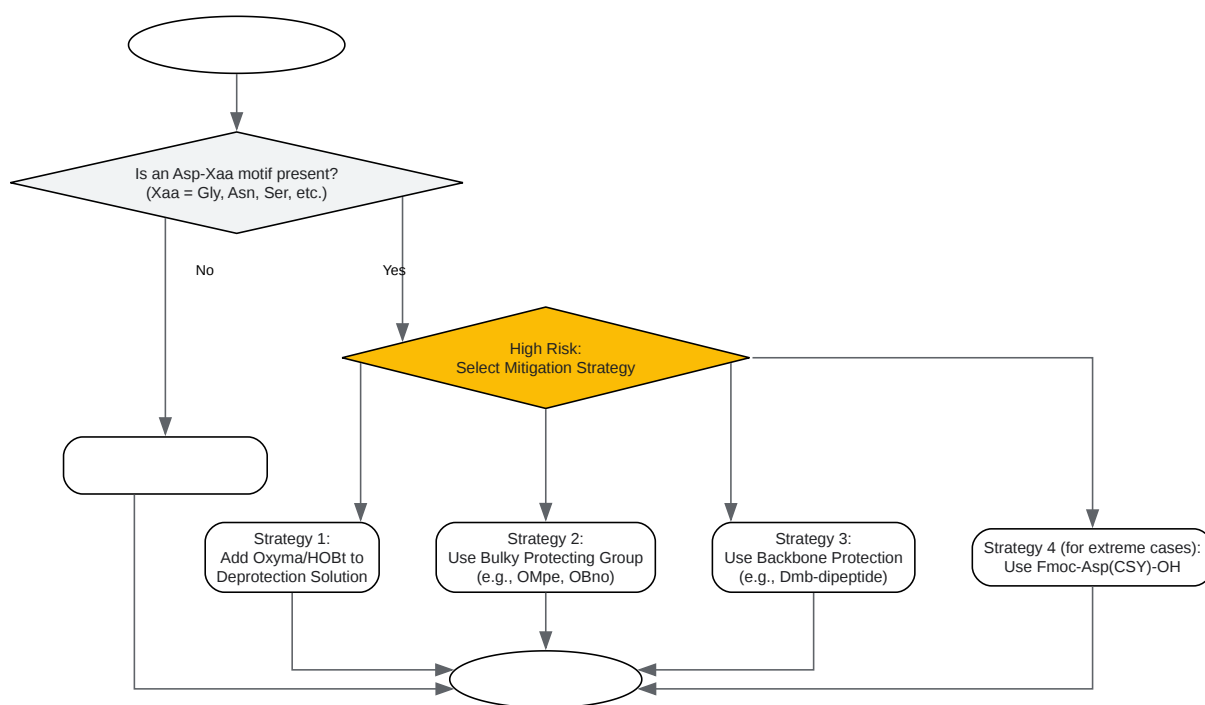 Is an Asp-Xaa motif present?
(Xaa = Gly, Asn, Ser, etc.)
No
Yes
High Risk:
Select Mitigation Strategy
Strategy 1:
Add Oxyma/HOBt to
Deprotection Solution
Strategy 2:
Use Bulky Protecting Group
(e.g., OMpe, OBno)
Strategy 3:
Use Backbone Protection
(e.g., Dmb-dipeptide)
Strategy 4 (for extreme cases):
Use Fmoc-Asp(CSY)-OH